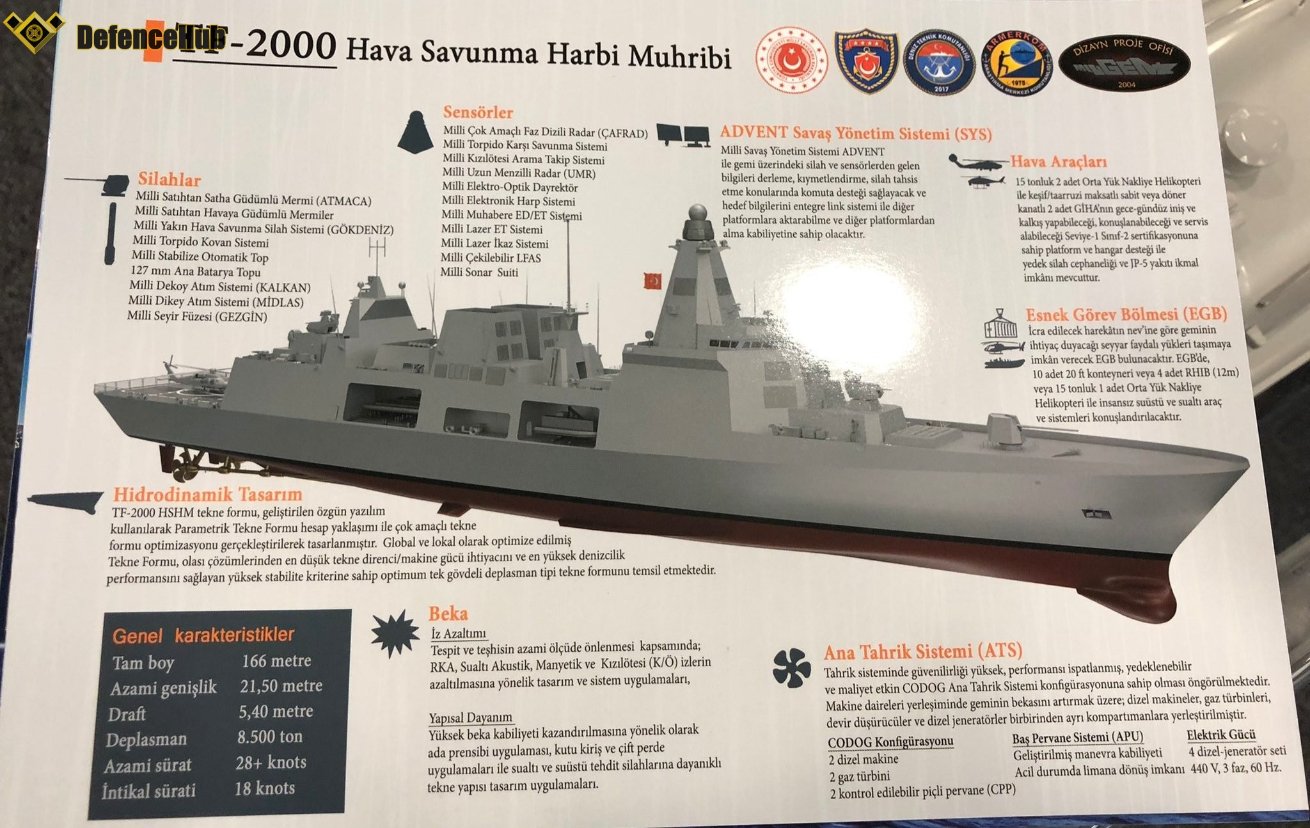 DefenceHub
TF-2000 Hava Savunma Harbi Muhribi
DENİZ TEKNİK KOMUTANLIĞI
2017
ARMERKOM
ARAŞTIRMA MERKEZİ KOMUTANLIĞI
DİZAYN PROJE OFİSİ
2004
Silahlar
Milli Satıhtan Satha Güdümlü Mermi (ATMACA)
Milli Satıhtan Havaya Güdümlü Mermiler
Milli Yakın Hava Savunma Silah Sistemi (GÖKDENİZ)
Milli Torpido Kovan Sistemi
Milli Stabilize Otomatik Top
127 mm Ana Batarya Topu
Milli Dekoy Atım Sistemi (KALKAN)
Milli Dikey Atım Sistemi (MİDLAS)
Milli Seyir Füzesi (GEZGİN)
Sensörler
Milli Çok Amaçlı Faz Dizili Radar (ÇAFRAD)
Milli Torpido Karşı Savunma Sistemi
Milli Kızılötesi Arama Takip Sistemi
Milli Uzun Menzilli Radar (UMR)
Milli Elektro-Optik Dayrektör
Milli Elektronik Harp Sistemi
Milli Muhabere ED/ET Sistemi
Milli Lazer ET Sistemi
Milli Lazer İkaz Sistemi
Milli Çekilebilir LFAS
Milli Sonar Suiti
ADVENT Savaş Yönetim Sistemi (SYS)
Milli Savaş Yönetim Sistemi ADVENT
ile gemi üzerindeki silah ve sensörlerden gelen
bilgileri derleme, kıymetlendirme, silah tahsis
etme konularında komuta desteği sağlayacak ve
hedef bilgilerini entegre link sistemi ile diğer
platformlara aktarabilme ve diğer platformlardan
alma kabiliyetine sahip olacaktır.
Hava Araçları
15 tonluk 2 adet Orta Yük Nakliye Helikopteri
ile keşif/taarruzi maksatlı sabit veya döner
kanatlı 2 adet GİHA'nın gece-gündüz iniş ve
kalkış yapabileceği, konuşlanabileceği ve servis
alabileceği Seviye-1 Sınıf-2 sertifikasyonuna
sahip platform ve hangar desteği ile
yedek silah cephaneliği ve JP-5 yakıtı ikmal
imkânı mevcuttur.
Esnek Görev Bölmesi (EGB)
İcra edilecek harekâtın nev'ine göre geminin
ihtiyaç duyacağı seyyar faydalı yükleri taşımaya
imkân verecek EGB bulunacaktır. EGB'de,
10 adet 20 ft konteyneri veya 4 adet RHIB (12m)
veya 15 tonluk 1 adet Orta Yük Nakliye
Helikopteri ile insansız suüstü ve sualtı araç
ve sistemleri konuşlandırılacaktır.
Hidrodinamik Tasarım
TF-2000 HSHM tekne formu, geliştirilen özgün yazılım
kullanılarak Parametrik Tekne Formu hesap yaklaşımı ile çok amaçlı tekne
formu optimizasyonu gerçekleştirilerek tasarlanmıştır. Global ve lokal olarak optimize edilmiş
Tekne Formu, olası çözümlerinden en düşük tekne direnci/makine gücü ihtiyacını ve en yüksek denizcilik
performansını sağlayan yüksek stabilite kriterine sahip optimum tek gövdeli deplasman tipi tekne formunu temsil etmektedir.
Genel karakteristikler
Tam boy 166 metre
Azami genişlik 21,50 metre
Draft 5,40 metre
Deplasman 8.500 ton
Azami sürat 28+ knots
İntikal sürati 18 knots
Beka
İz Azaltımı
Tespit ve teşhisin azami ölçüde önlenmesi kapsamında;
RKA, Sualtı Akustik, Manyetik ve Kızılötesi (K/Ö) izlerin
azaltılmasına yönelik tasarım ve sistem uygulamaları,
Yapısal Dayanım
Yüksek beka kabiliyeti kazandırılmasına yönelik olarak
ada prensibi uygulaması, kutu kiriş ve çift perde
uygulamaları ile sualtı ve suüstü tehdit silahlarına dayanıklı
tekne yapısı tasarım uygulamaları.
Ana Tahrik Sistemi (ATS)
Tahrik sisteminde güvenilirliği yüksek, performansı ispatlanmış, yedeklenebilir
ve maliyet etkin CODOG Ana Tahrik Sistemi konfigürasyonuna sahip olması öngörülmektedir.
Makine daireleri yerleşiminde geminin bekasını artırmak üzere; dizel makineler, gaz türbinleri,
devir düşürücüler ve dizel jeneratörler birbirinden ayrı kompartımanlara yerleştirilmiştir.
CODOG Konfigürasyonu
2 dizel makine
2 gaz türbini
2 kontrol edilebilir piçli pervane (CPP)
Baş Pervane Sistemi (APU)
Geliştirilmiş manevra kabiliyeti
Acil durumda limana dönüş imkanı
Elektrik Gücü
4 dizel-jeneratör seti
440 V, 3 faz, 60 Hz.